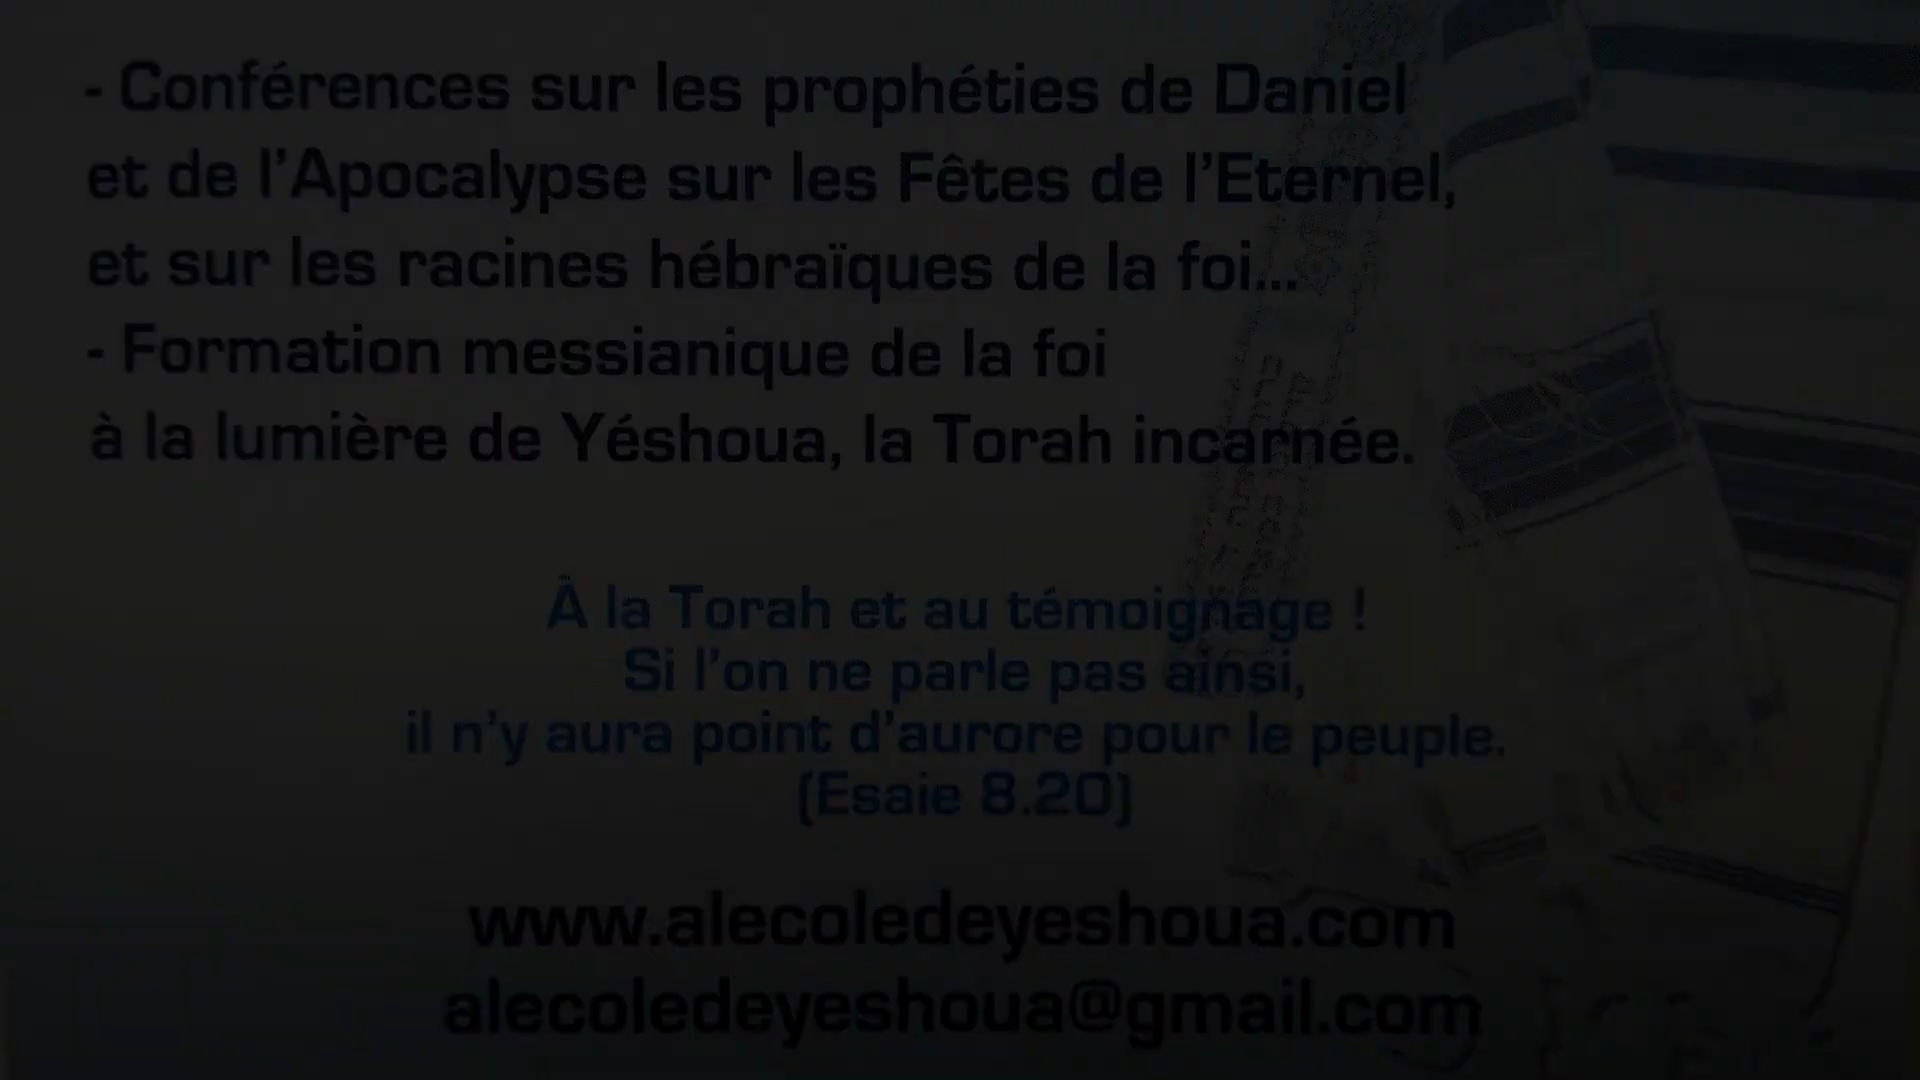 - Conférences sur les prophéties de Daniel
et de l'Apocalypse sur les Fêtes de l'Eternel,
et sur les racines hébraïques de la foi...
- Formation messianique de la foi
à la lumière de Yéshoua, la Torah incarnée.
À la Torah et au témoignage !
Si l'on ne parle pas ainsi,
il n'y aura point d'aurore pour le peuple.
(Esaie 8.20)
www.alecoledeyeshoua.com
alecoledeyeshoua@gmail.com